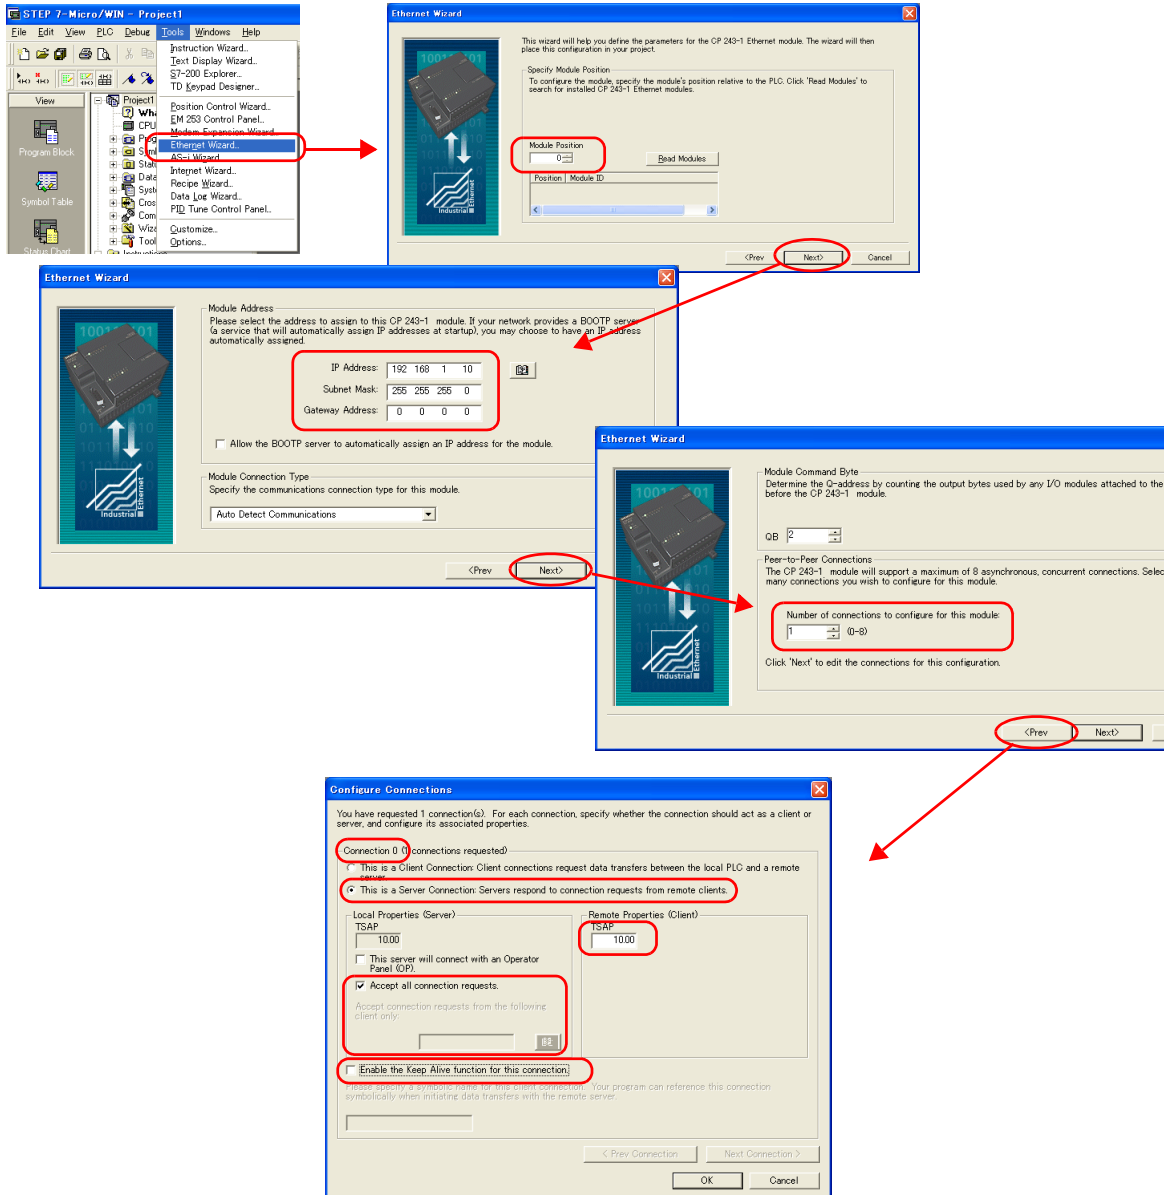 STEP 7-Micro/WIN - Project1
File Edit View PLC Debug Tools Windows Help
Instruction Wizard...
Text Display Wizard...
S7-200 Explorer...
TD Keypad Designer...
Position Control Wizard...
EM 253 Control Panel...
Modem Expansion Wizard...
Ethernet Wizard...
AS-i Wizard...
Internet Wizard...
Recipe Wizard...
Data Log Wizard...
PID Tune Control Panel...
Customize...
Options...
View
Program Block
Symbol Table
Status Chart
Project1
Wha
CPU
Prog
Symb
Stat
Data
Syst
Cros
Com
Wiza
Tool
Instructions
Ethernet Wizard
This wizard will help you define the parameters for the CP 243-1 Ethernet module. The wizard will then
place this configuration in your project.
Specify Module Position
To configure the module, specify the module's position relative to the PLC. Click 'Read Modules' to
search for installed CP 243-1 Ethernet modules.
Module Position
0
Read Modules
Position Module ID
Industrial
Ethernet
<Prev Next> Cancel
Ethernet Wizard
Module Address
Please select the address to assign to this CP 243-1 module. If your network provides a BOOTP server
(a service that will automatically assign IP addresses at startup), you may choose to have an IP address
automatically assigned.
IP Address: 192 168 1 10
Subnet Mask: 255 255 255 0
Gateway Address: 0 0 0 0
Allow the BOOTP server to automatically assign an IP address for the module.
Module Connection Type
Specify the communications connection type for this module.
Auto Detect Communications
Industrial
Ethernet
<Prev Next>
Ethernet Wizard
Module Command Byte
Determine the Q-address by counting the output bytes used by any I/O modules attached to the
before the CP 243-1 module.
QB 2
Peer-to-Peer Connections
The CP 243-1 module will support a maximum of 8 asynchronous, concurrent connections. Selec
many connections you wish to configure for this module.
Number of connections to configure for this module:
1 (0-8)
Click 'Next' to edit the connections for this configuration.
Industrial
Ethernet
<Prev Next>
Configure Connections
You have requested 1 connection(s). For each connection, specify whether the connection should act as a client or
server, and configure its associated properties.
Connection 0 (1 connections requested)
This is a Client Connection: Client connections request data transfers between the local PLC and a remote
server.
This is a Server Connection: Servers respond to connection requests from remote clients.
Local Properties (Server)
TSAP
10.00
This server will connect with an Operator
Panel (OP).
Accept all connection requests.
Accept connection requests from the following
client only:
Remote Properties (Client)
TSAP
10.00
Enable the Keep Alive function for this connection.
Please specify a symbolic name for this client connection. Your program can reference this connection
symbolically when initiating data transfers with the remote server.
< Prev Connection Next Connection >
OK Cancel